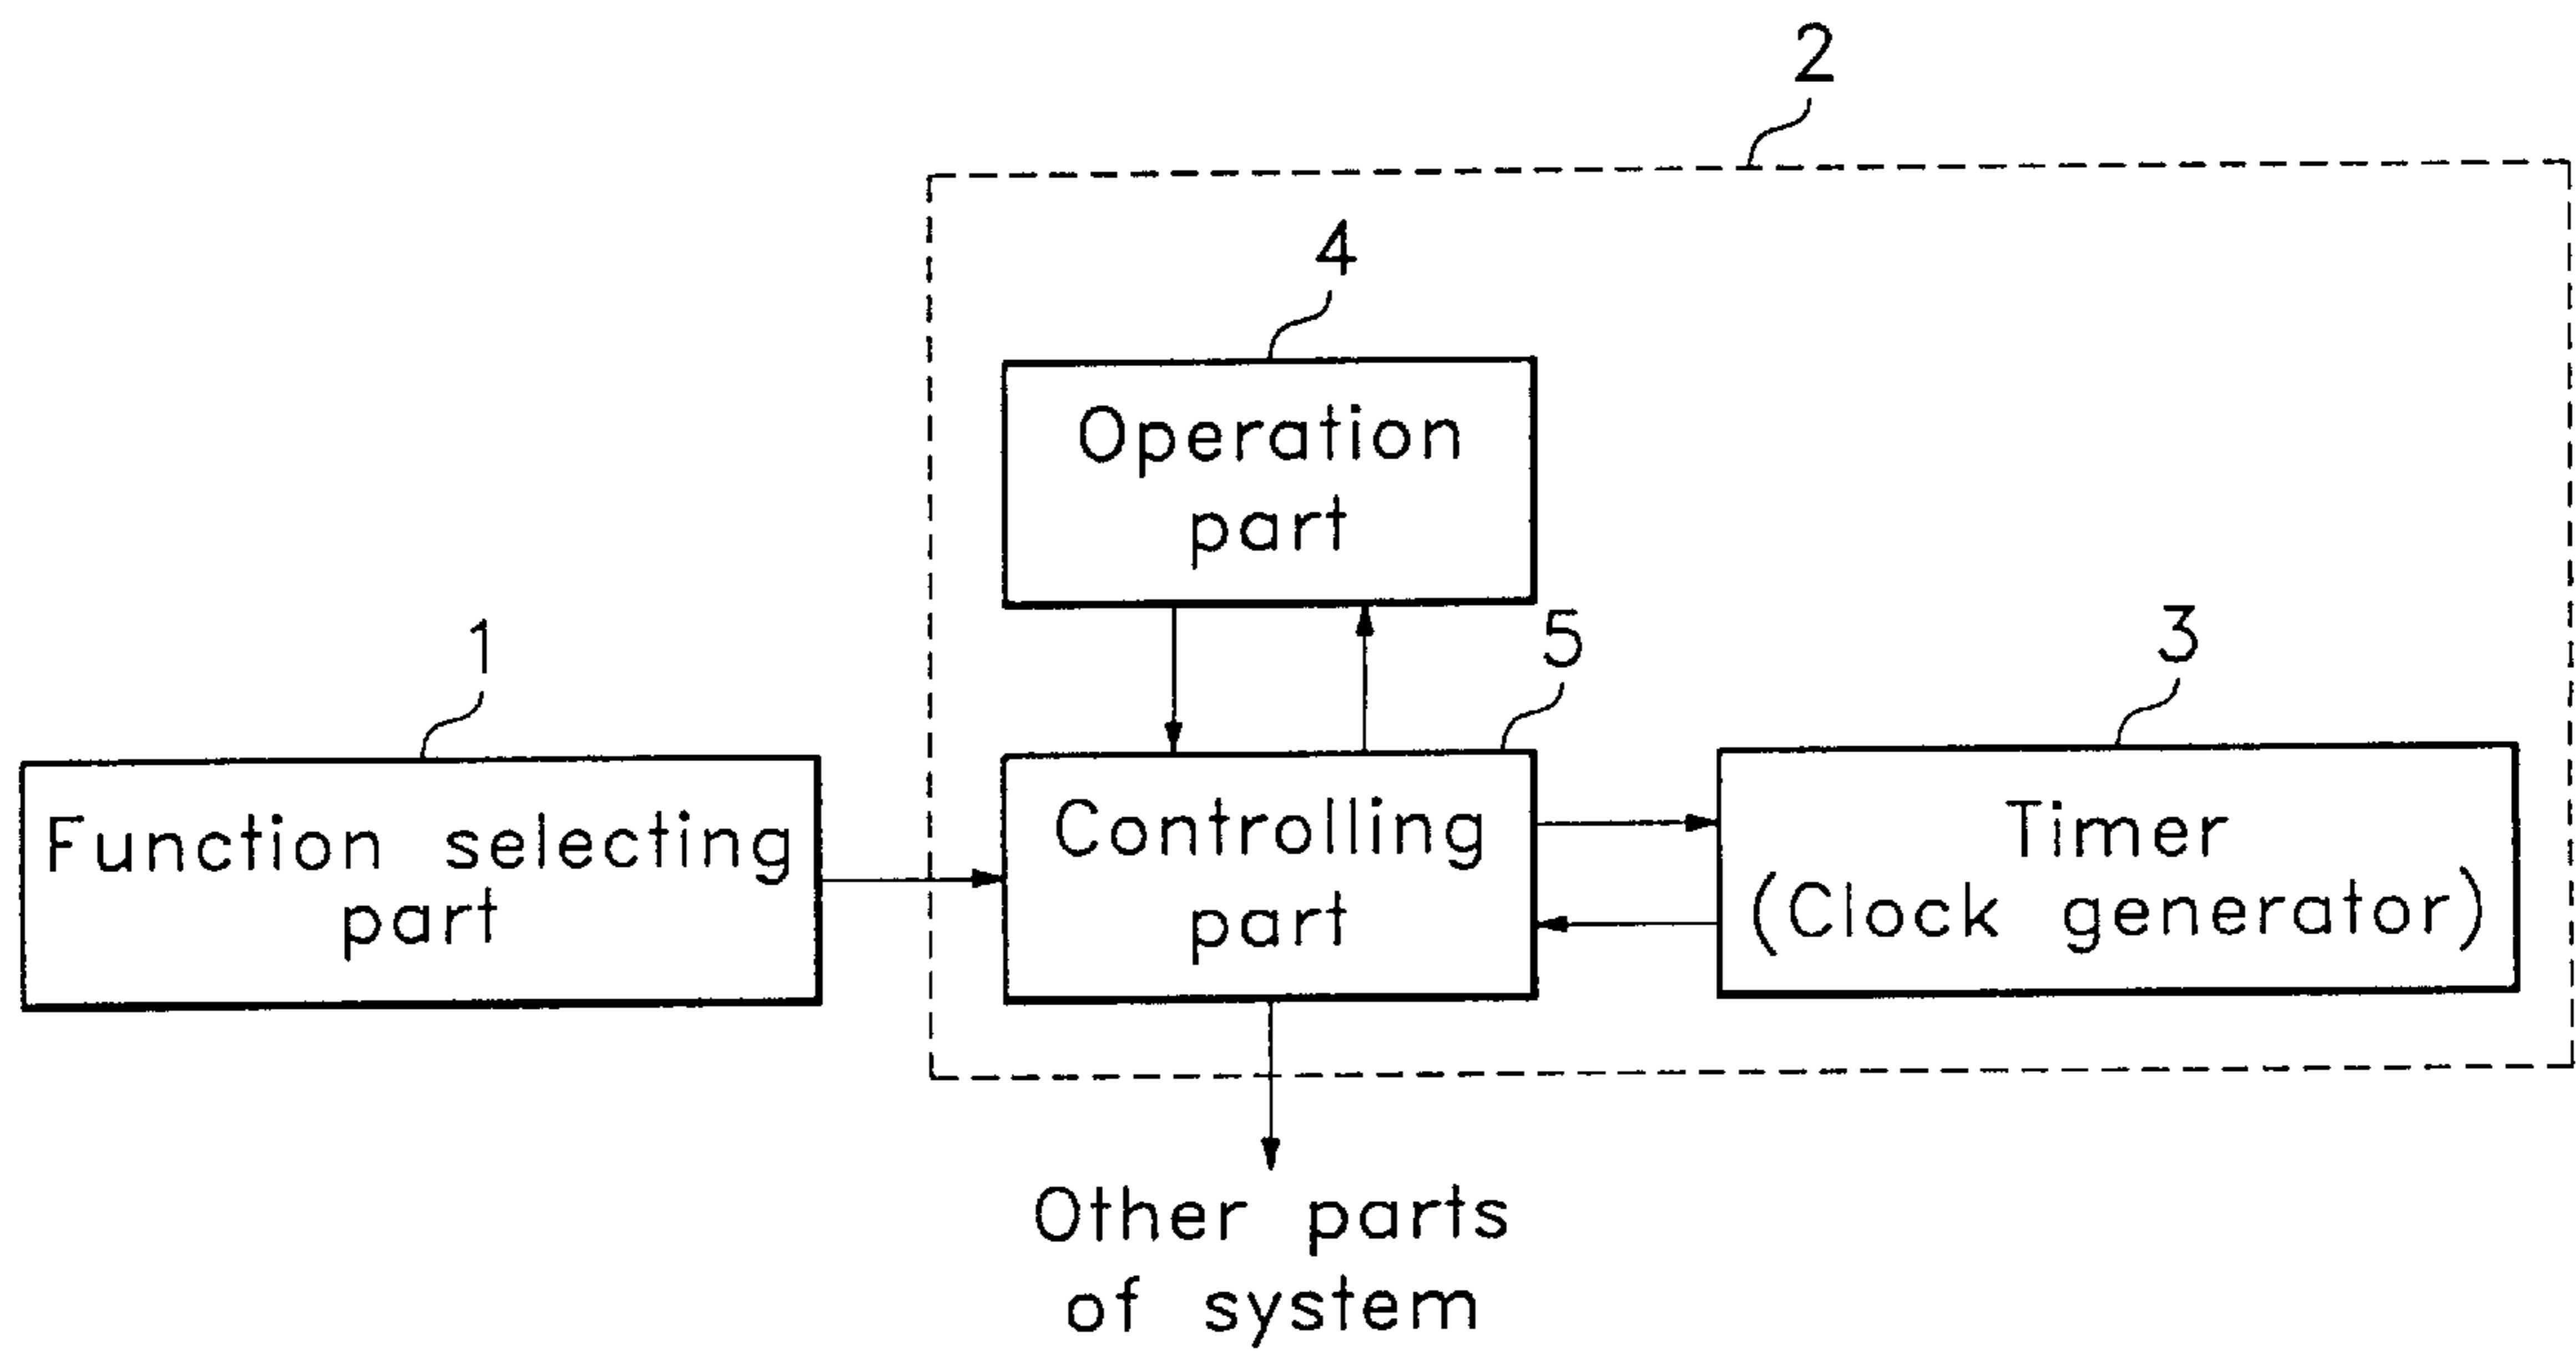 2
4
Operation
part
1
5
3
Function selecting
part
Controlling
part
Timer
(Clock generator)
Other parts
of system